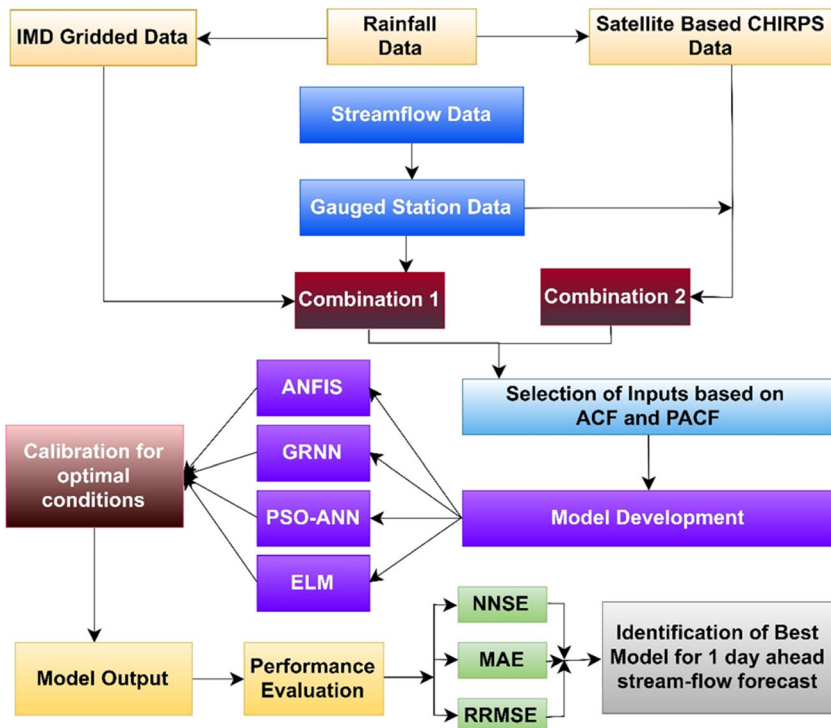 IMD Gridded Data
Rainfall
Data
Satellite Based CHIRPS
Data
Streamflow Data
Gauged Station Data
Combination 1
Combination 2
Selection of Inputs based on
ACF and PACF
ANFIS
GRNN
PSO-ANN
ELM
Calibration for
optimal
conditions
Model Development
Model Output
Performance
Evaluation
NNSE
MAE
RRMSE
Identification of Best
Model for 1 day ahead
stream-flow forecast